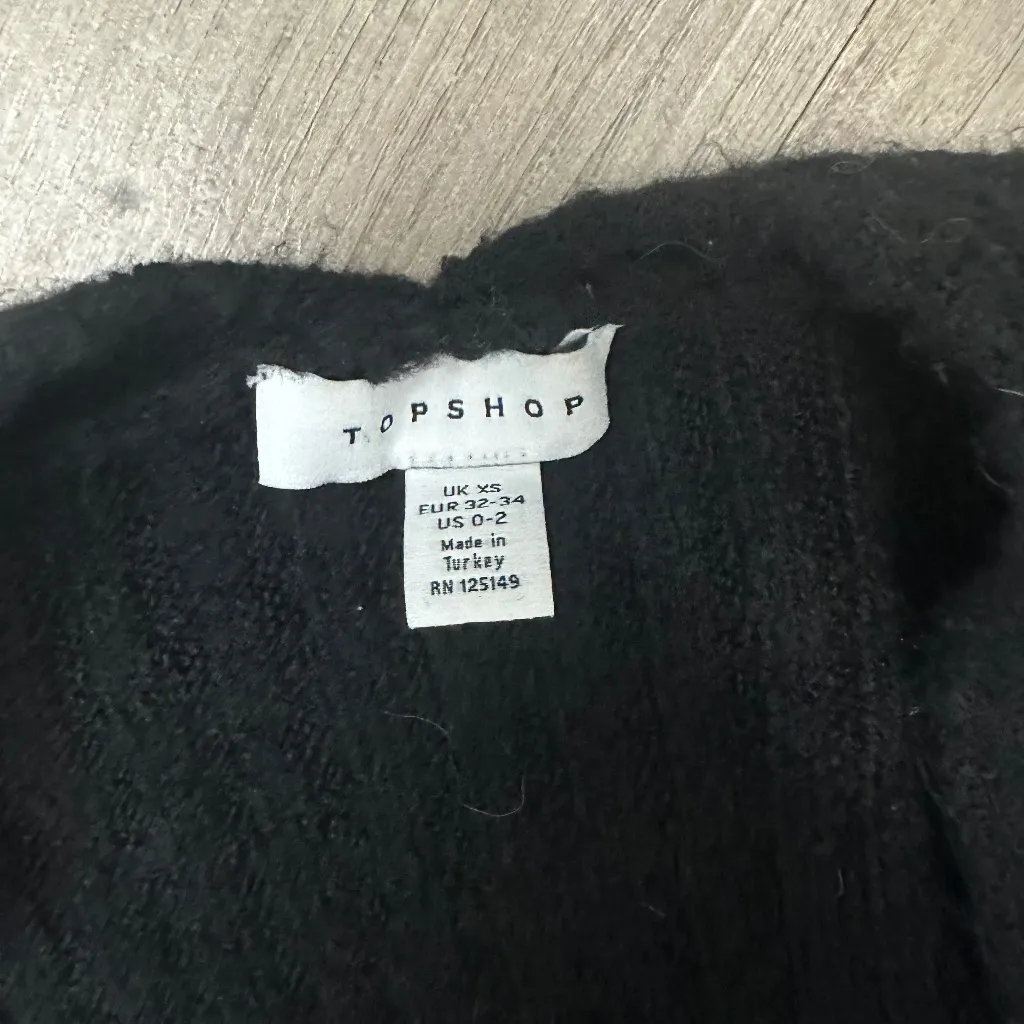 TOPSHOP
UK XS
EUR 32-34
US 0-2
Made in
Turkey
RN 125149